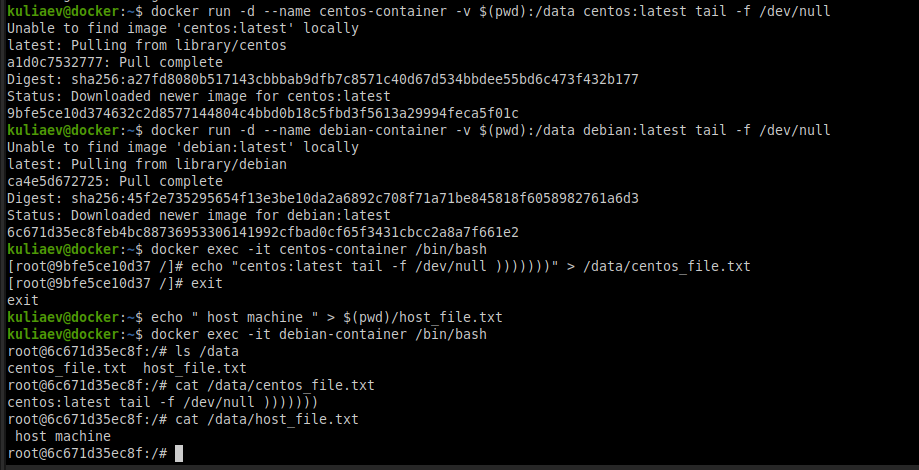 kuliaev@docker:~$ docker run -d --name centos-container -v $(pwd):/data centos:latest tail -f /dev/null
Unable to find image 'centos:latest' locally
latest: Pulling from library/centos
a1d0c7532777: Pull complete
Digest: sha256:a27fd8080b517143cbbbab9dfb7c8571c40d67d534bbdee55bd6c473f432b177
Status: Downloaded newer image for centos:latest
9bfe5ce10d374632c2d8577144804c4bbd0b18c5fbd3f5613a29994feca5f01c
kuliaev@docker:~$ docker run -d --name debian-container -v $(pwd):/data debian:latest tail -f /dev/null
Unable to find image 'debian:latest' locally
latest: Pulling from library/debian
ca4e5d672725: Pull complete
Digest: sha256:45f2e735295654f13e3be10da2a6892c708f71a71be845818f6058982761a6d3
Status: Downloaded newer image for debian:latest
6c671d35ec8feb4bc88736953306141992cfbad0cf65f3431cbcc2a8a7f661e2
kuliaev@docker:~$ docker exec -it centos-container /bin/bash
[root@9bfe5ce10d37 /]# echo "centos:latest tail -f /dev/null )))))))" > /data/centos_file.txt
[root@9bfe5ce10d37 /]# exit
exit
kuliaev@docker:~$ echo " host machine " > $(pwd)/host_file.txt
kuliaev@docker:~$ docker exec -it debian-container /bin/bash
root@6c671d35ec8f:/# ls /data
centos_file.txt  host_file.txt
root@6c671d35ec8f:/# cat /data/centos_file.txt
centos:latest tail -f /dev/null )))))))
root@6c671d35ec8f:/# cat /data/host_file.txt
 host machine
root@6c671d35ec8f:/#